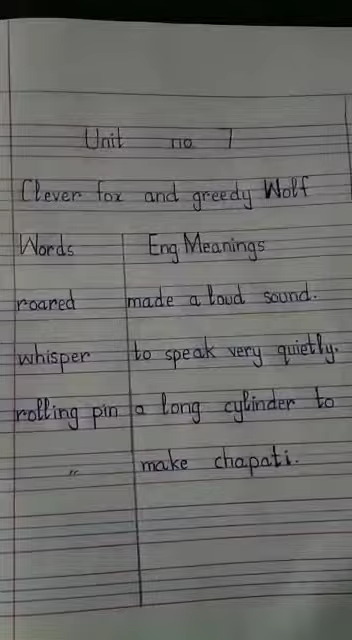 Unit no 7
Clever fox and greedy Wolf
Words Eng Meanings
roared made a loud sound.
whisper to speak very quietly.
rolling pin a long cylinder to
" make chapati.